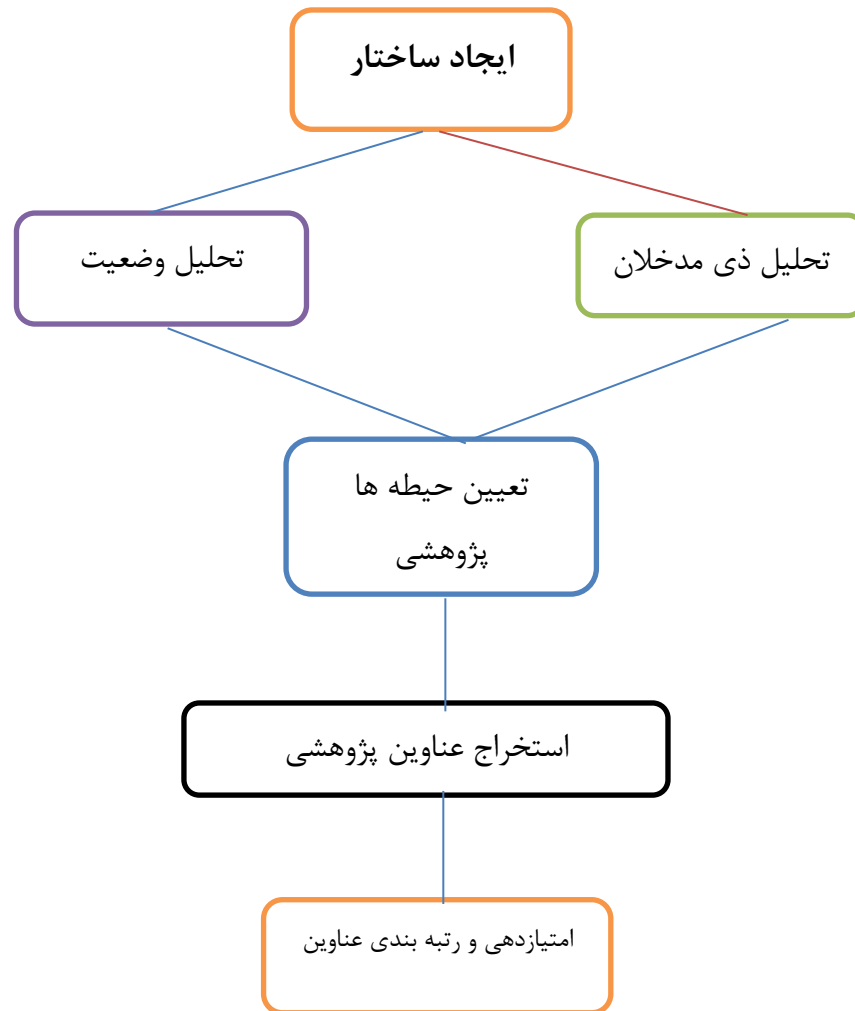 ایجاد ساختار
تحلیل ذی مدخلان
تحلیل وضعیت
تعیین حیطه ها
پژوهشی
استخراج عناوین پژوهشی
امتیازدهی و رتبه بندی عناوین